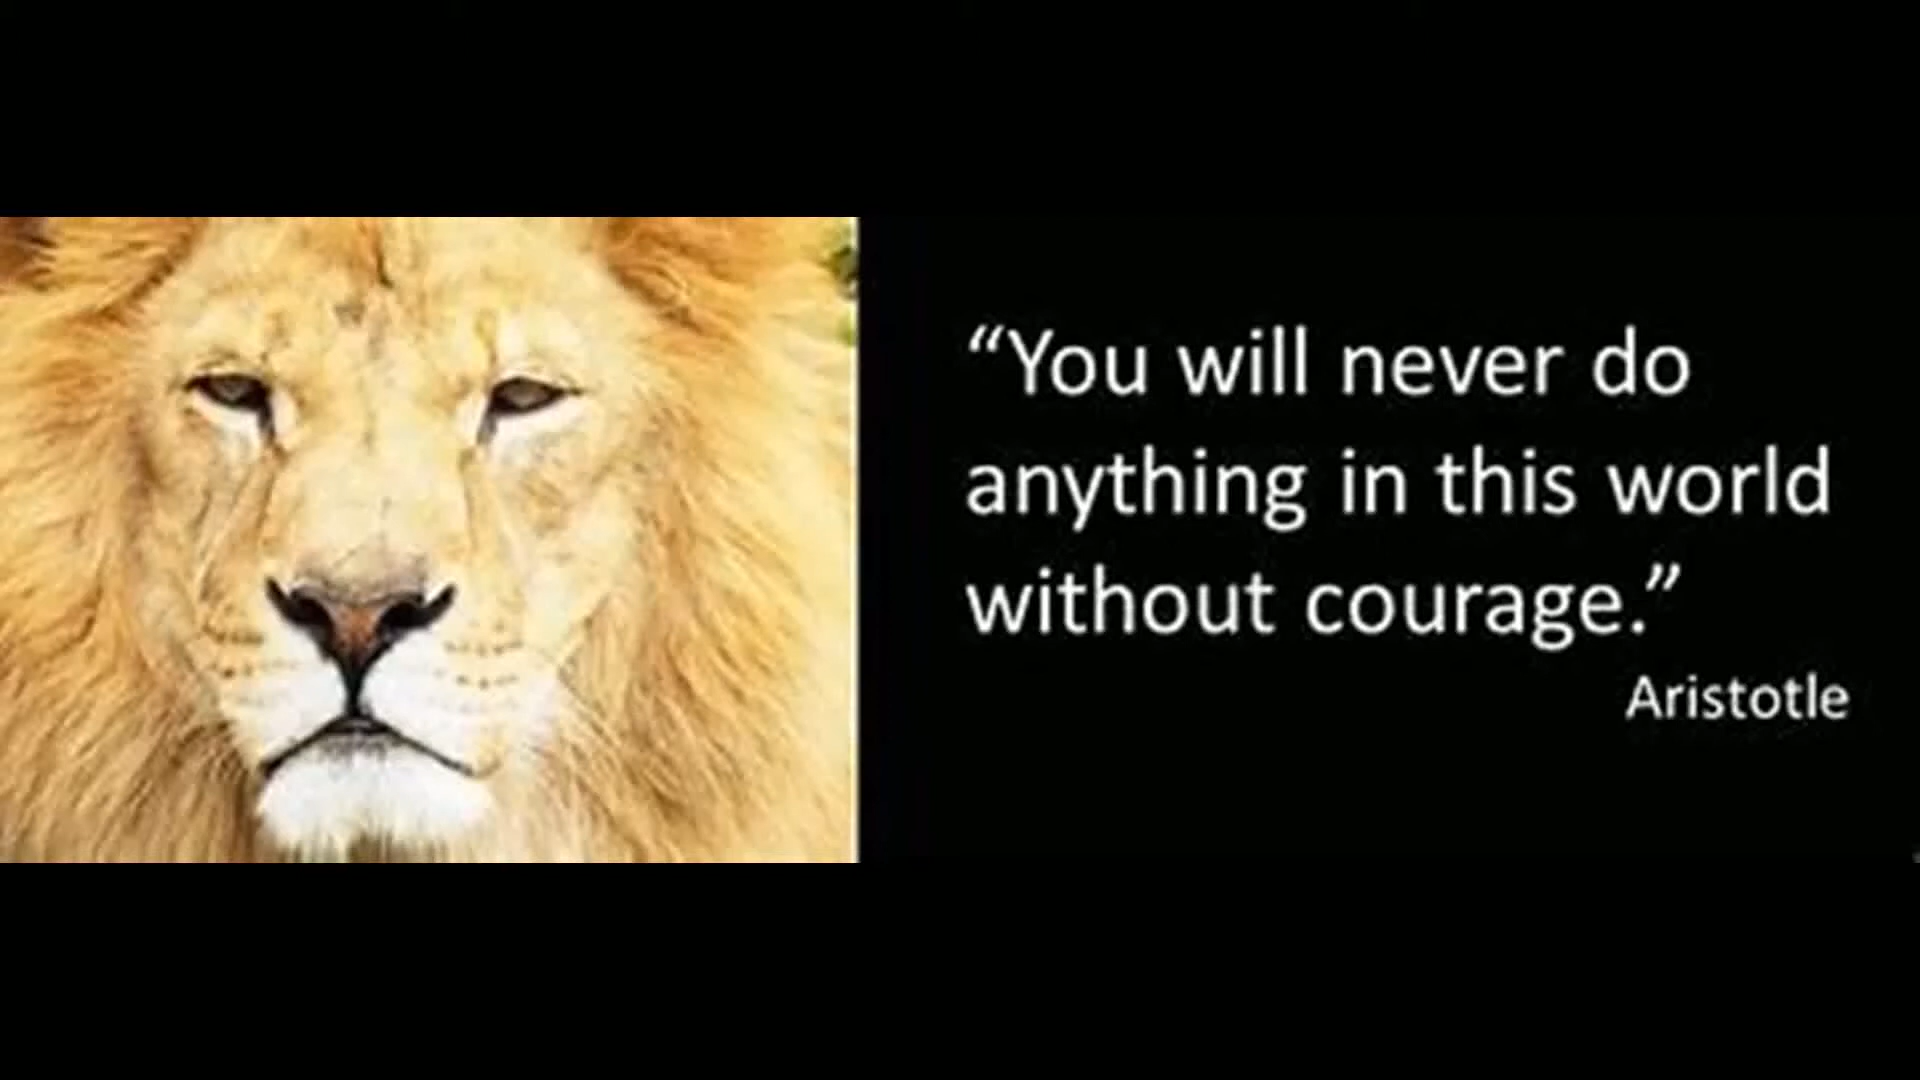 “You will never do
anything in this world
without courage.”
Aristotle